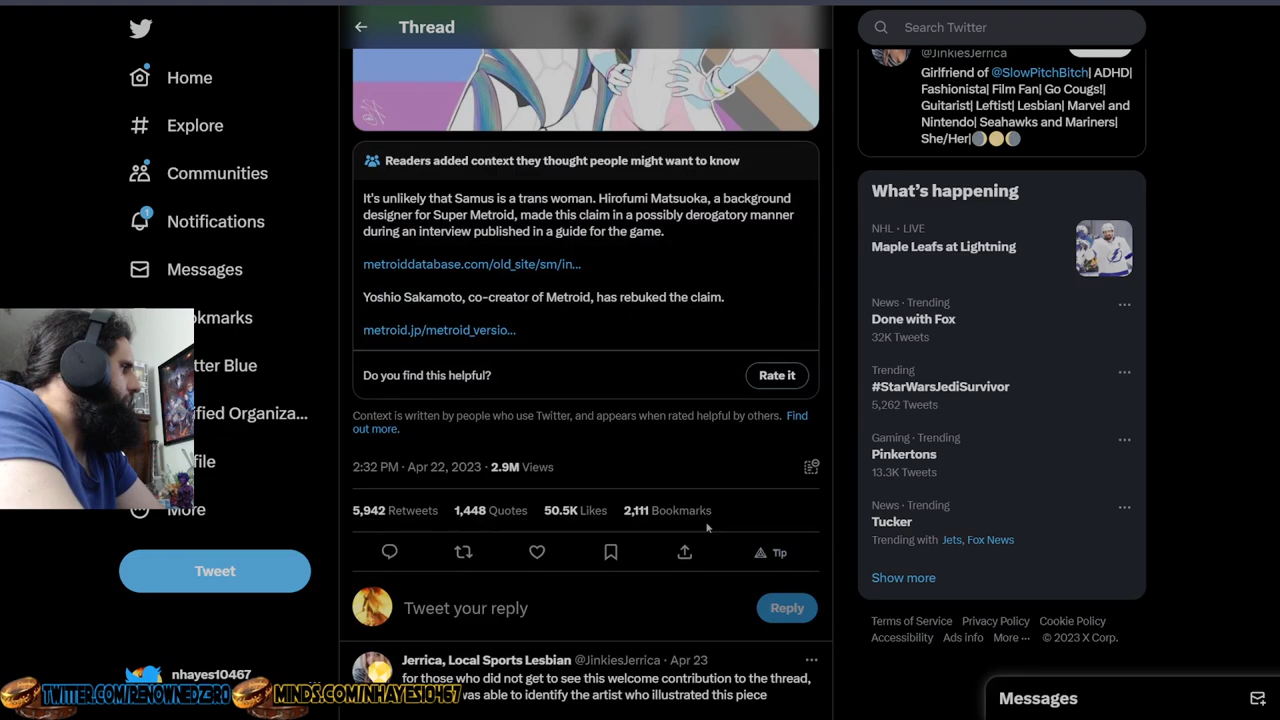 Thread
Home
Explore
Communities
Notifications
1
Messages
okmarks
tter Blue
fied Organiza...
file
More
Tweet
nhayes10467
Readers added context they thought people might want to know
It's unlikely that Samus is a trans woman. Hirofumi Matsuoka, a background
designer for Super Metroid, made this claim in a possibly derogatory manner
during an interview published in a guide for the game.
metroiddatabase.com/old_site/sm/in...
Yoshio Sakamoto, co-creator of Metroid, has rebuked the claim.
metroid.jp/metroid_versio...
Do you find this helpful?
Rate it
Context is written by people who use Twitter, and appears when rated helpful by others. Find
out more.
2:32 PM · Apr 22, 2023 · 2.9M Views
5,942 Retweets 1,448 Quotes 50.5K Likes 2,111 Bookmarks
Tip
Tweet your reply
Reply
Jerrica, Local Sports Lesbian @JinkiesJerrica · Apr 23
for those who did not get to see this welcome contribution to the thread,
was able to identify the artist who illustrated this piece
TWITTER.COM/RENOWNEDZ3R0
MINDS.COM/NHAYES10467
Search Twitter
@JinkiesJerrica
Girlfriend of @SlowPitchBitch| ADHD|
Fashionista| Film Fan| Go Cougs!|
Guitarist| Leftist| Lesbian| Marvel and
Nintendo| Seahawks and Mariners|
She/Her|
What's happening
NHL · LIVE
Maple Leafs at Lightning
News · Trending
Done with Fox
32K Tweets
Trending
#StarWarsJediSurvivor
5,262 Tweets
Gaming · Trending
Pinkertons
13.3K Tweets
News · Trending
Tucker
Trending with Jets, Fox News
Show more
Terms of Service Privacy Policy Cookie Policy
Accessibility Ads info More ··· © 2023 X Corp.
Messages